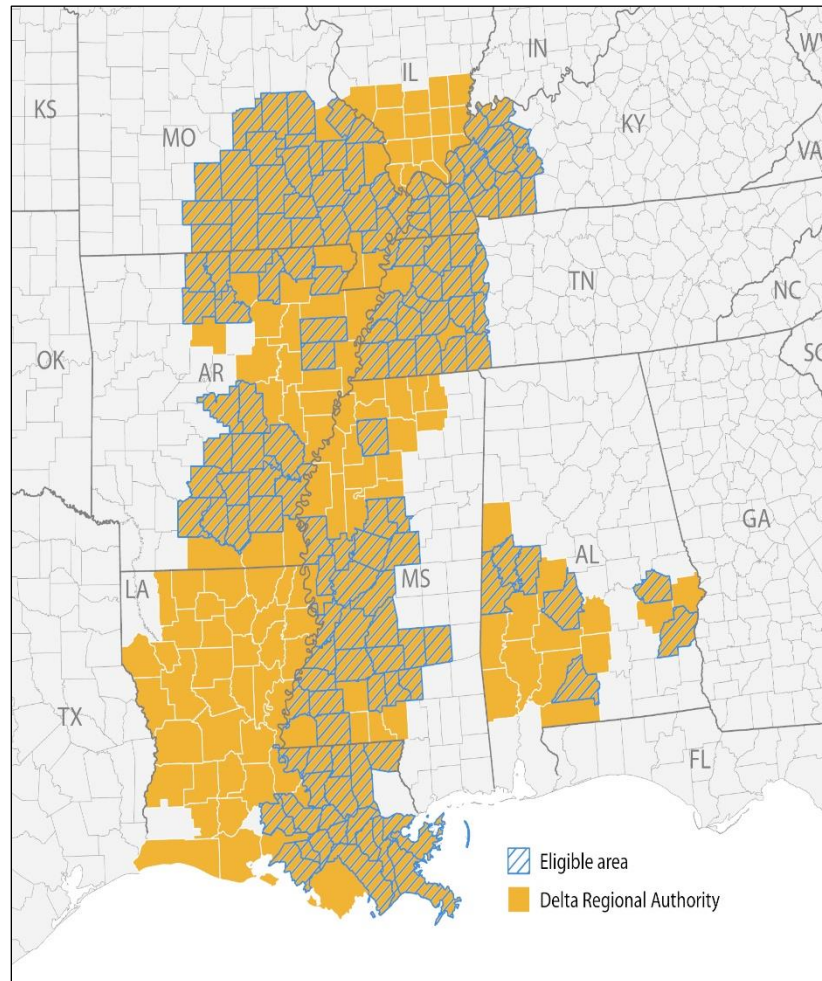 IN
WV
IL
KS
MO
KY
VA
TN
NC
OK
AR
SC
MS
AL
GA
LA
TX
FL
Eligible area
Delta Regional Authority